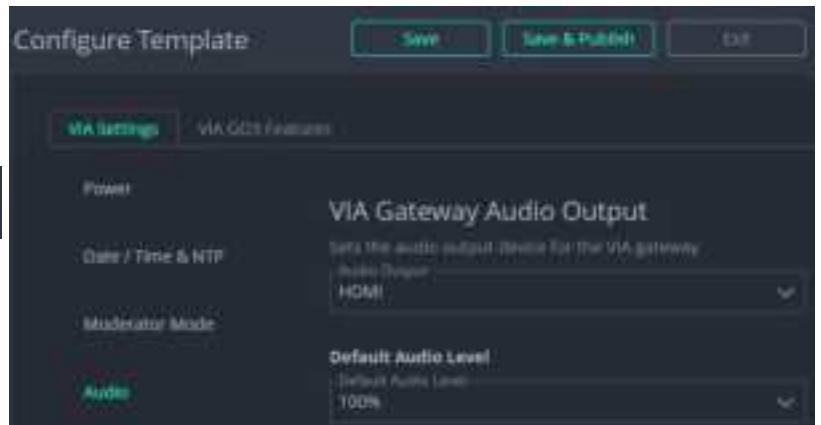 Configure Template
Save
Save & Publish
Exit
VIA Settings
VIA GO3 Features
Power
Date / Time & NTP
Moderator Mode
Audio
VIA Gateway Audio Output
Sets the audio output device for the VIA gateway
Audio Output
HDMI
Default Audio Level
Default Audio Level
100%